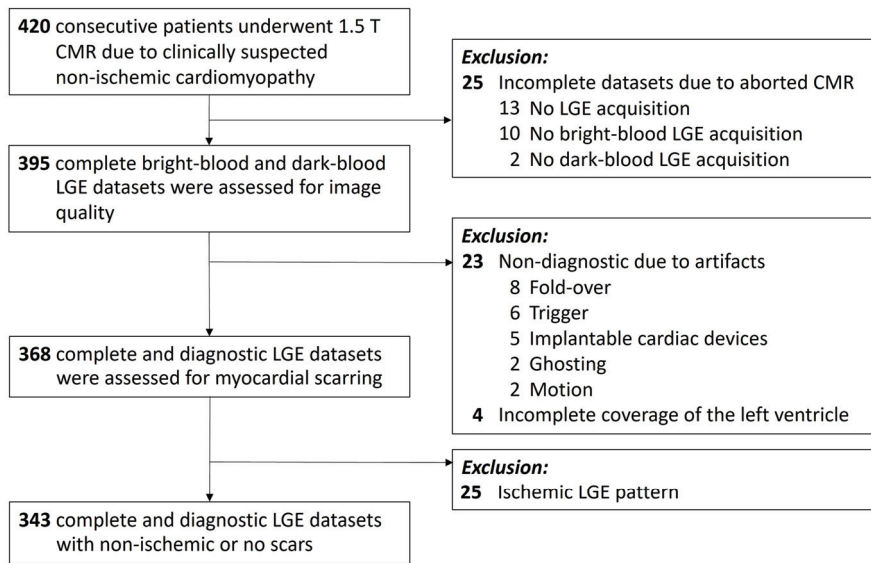 420 consecutive patients underwent 1.5 T
CMR due to clinically suspected
non-ischemic cardiomyopathy
Exclusion:
25 Incomplete datasets due to aborted CMR
13 No LGE acquisition
10 No bright-blood LGE acquisition
2 No dark-blood LGE acquisition
395 complete bright-blood and dark-blood
LGE datasets were assessed for image
quality
Exclusion:
23 Non-diagnostic due to artifacts
8 Fold-over
6 Trigger
5 Implantable cardiac devices
2 Ghosting
2 Motion
4 Incomplete coverage of the left ventricle
368 complete and diagnostic LGE datasets
were assessed for myocardial scarring
Exclusion:
25 Ischemic LGE pattern
343 complete and diagnostic LGE datasets
with non-ischemic or no scars